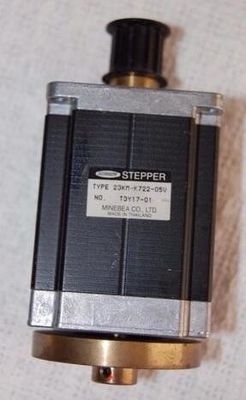 STEPPER
TYPE 23KM-K722-05V
NO. T3Y17-01
MINEBEA CO., LTD.
MADE IN THAILAND